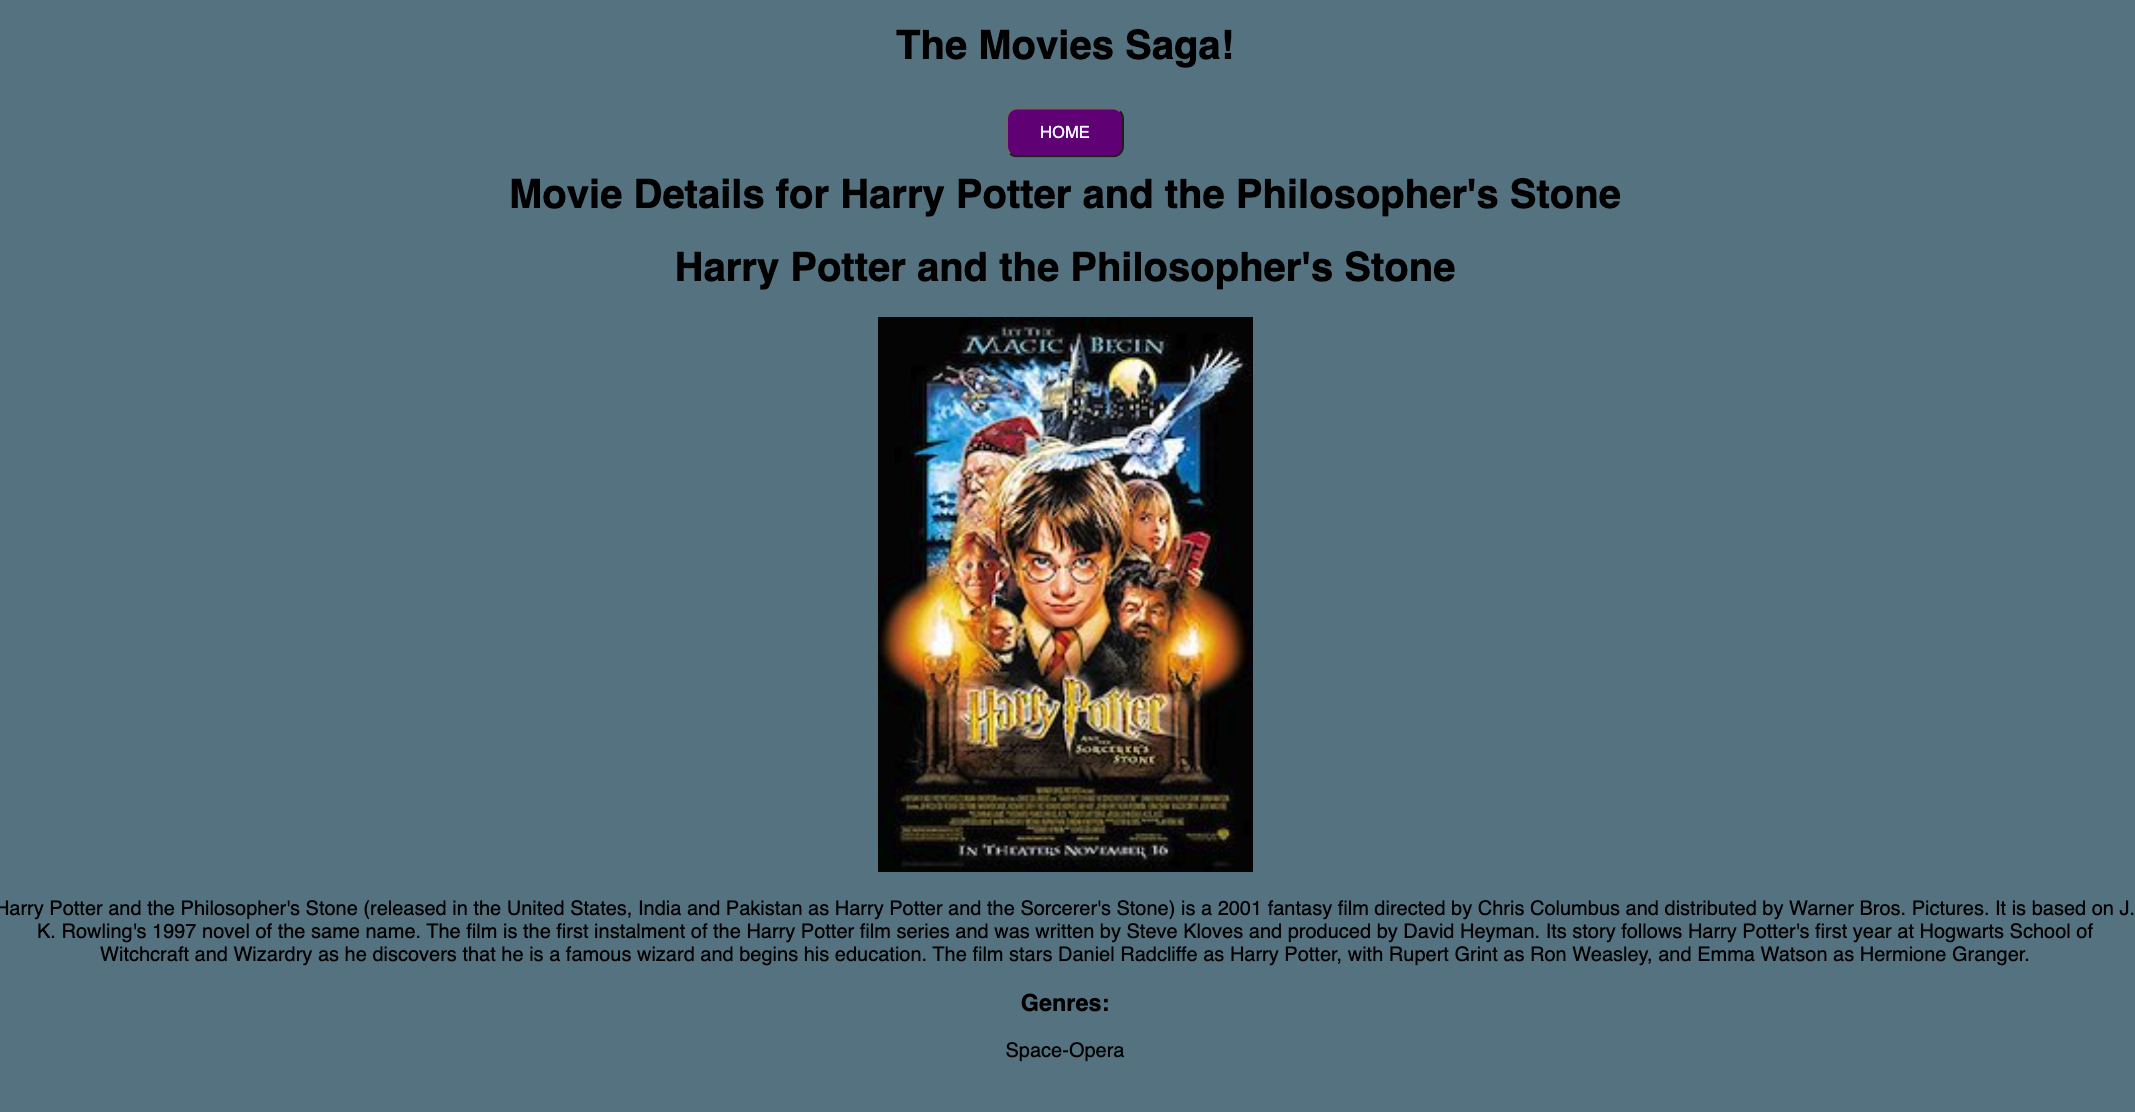 The Movies Saga!
HOME
Movie Details for Harry Potter and the Philosopher's Stone
Harry Potter and the Philosopher's Stone
LET THE
MAGIC BEGIN
Harry Potter
AND THE
SORCERER'S
STONE
IN THEATERS NOVEMBER 16
Harry Potter and the Philosopher's Stone (released in the United States, India and Pakistan as Harry Potter and the Sorcerer's Stone) is a 2001 fantasy film directed by Chris Columbus and distributed by Warner Bros. Pictures. It is based on J.
K. Rowling's 1997 novel of the same name. The film is the first instalment of the Harry Potter film series and was written by Steve Kloves and produced by David Heyman. Its story follows Harry Potter's first year at Hogwarts School of
Witchcraft and Wizardry as he discovers that he is a famous wizard and begins his education. The film stars Daniel Radcliffe as Harry Potter, with Rupert Grint as Ron Weasley, and Emma Watson as Hermione Granger.
Genres:
Space-Opera